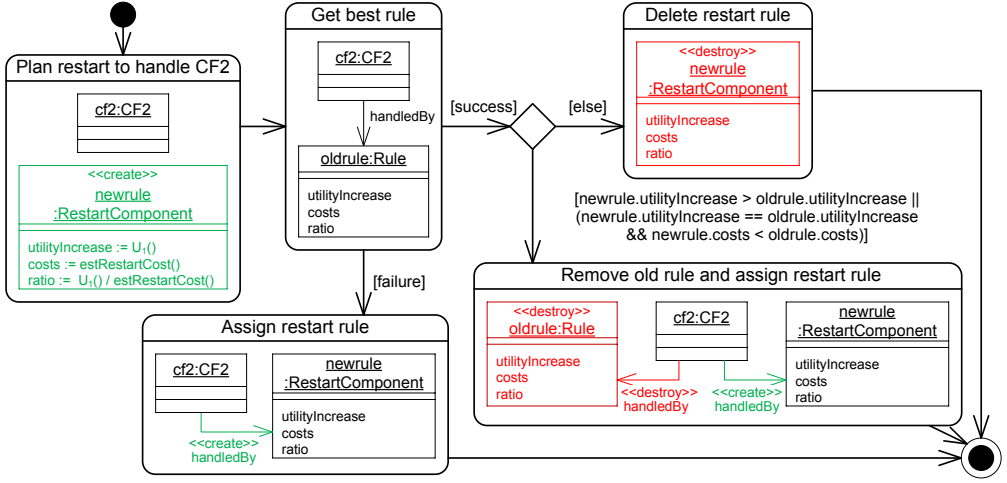 Plan restart to handle CF2
cf2:CF2
<<create>>
newrule
:RestartComponent
utilityIncrease := U₁()
costs := estRestartCost()
ratio := U₁() / estRestartCost()
Get best rule
cf2:CF2
handledBy
oldrule:Rule
utilityIncrease
costs
ratio
[success]
[else]
[failure]
Delete restart rule
<<destroy>>
newrule
:RestartComponent
utilityIncrease
costs
ratio
[newrule.utilityIncrease > oldrule.utilityIncrease ||
(newrule.utilityIncrease == oldrule.utilityIncrease
&& newrule.costs < oldrule.costs)]
Assign restart rule
cf2:CF2
<<create>>
handledBy
newrule
:RestartComponent
utilityIncrease
costs
ratio
Remove old rule and assign restart rule
<<destroy>>
oldrule:Rule
utilityIncrease
costs
ratio
cf2:CF2
<<destroy>>
handledBy
<<create>>
handledBy
newrule
:RestartComponent
utilityIncrease
costs
ratio